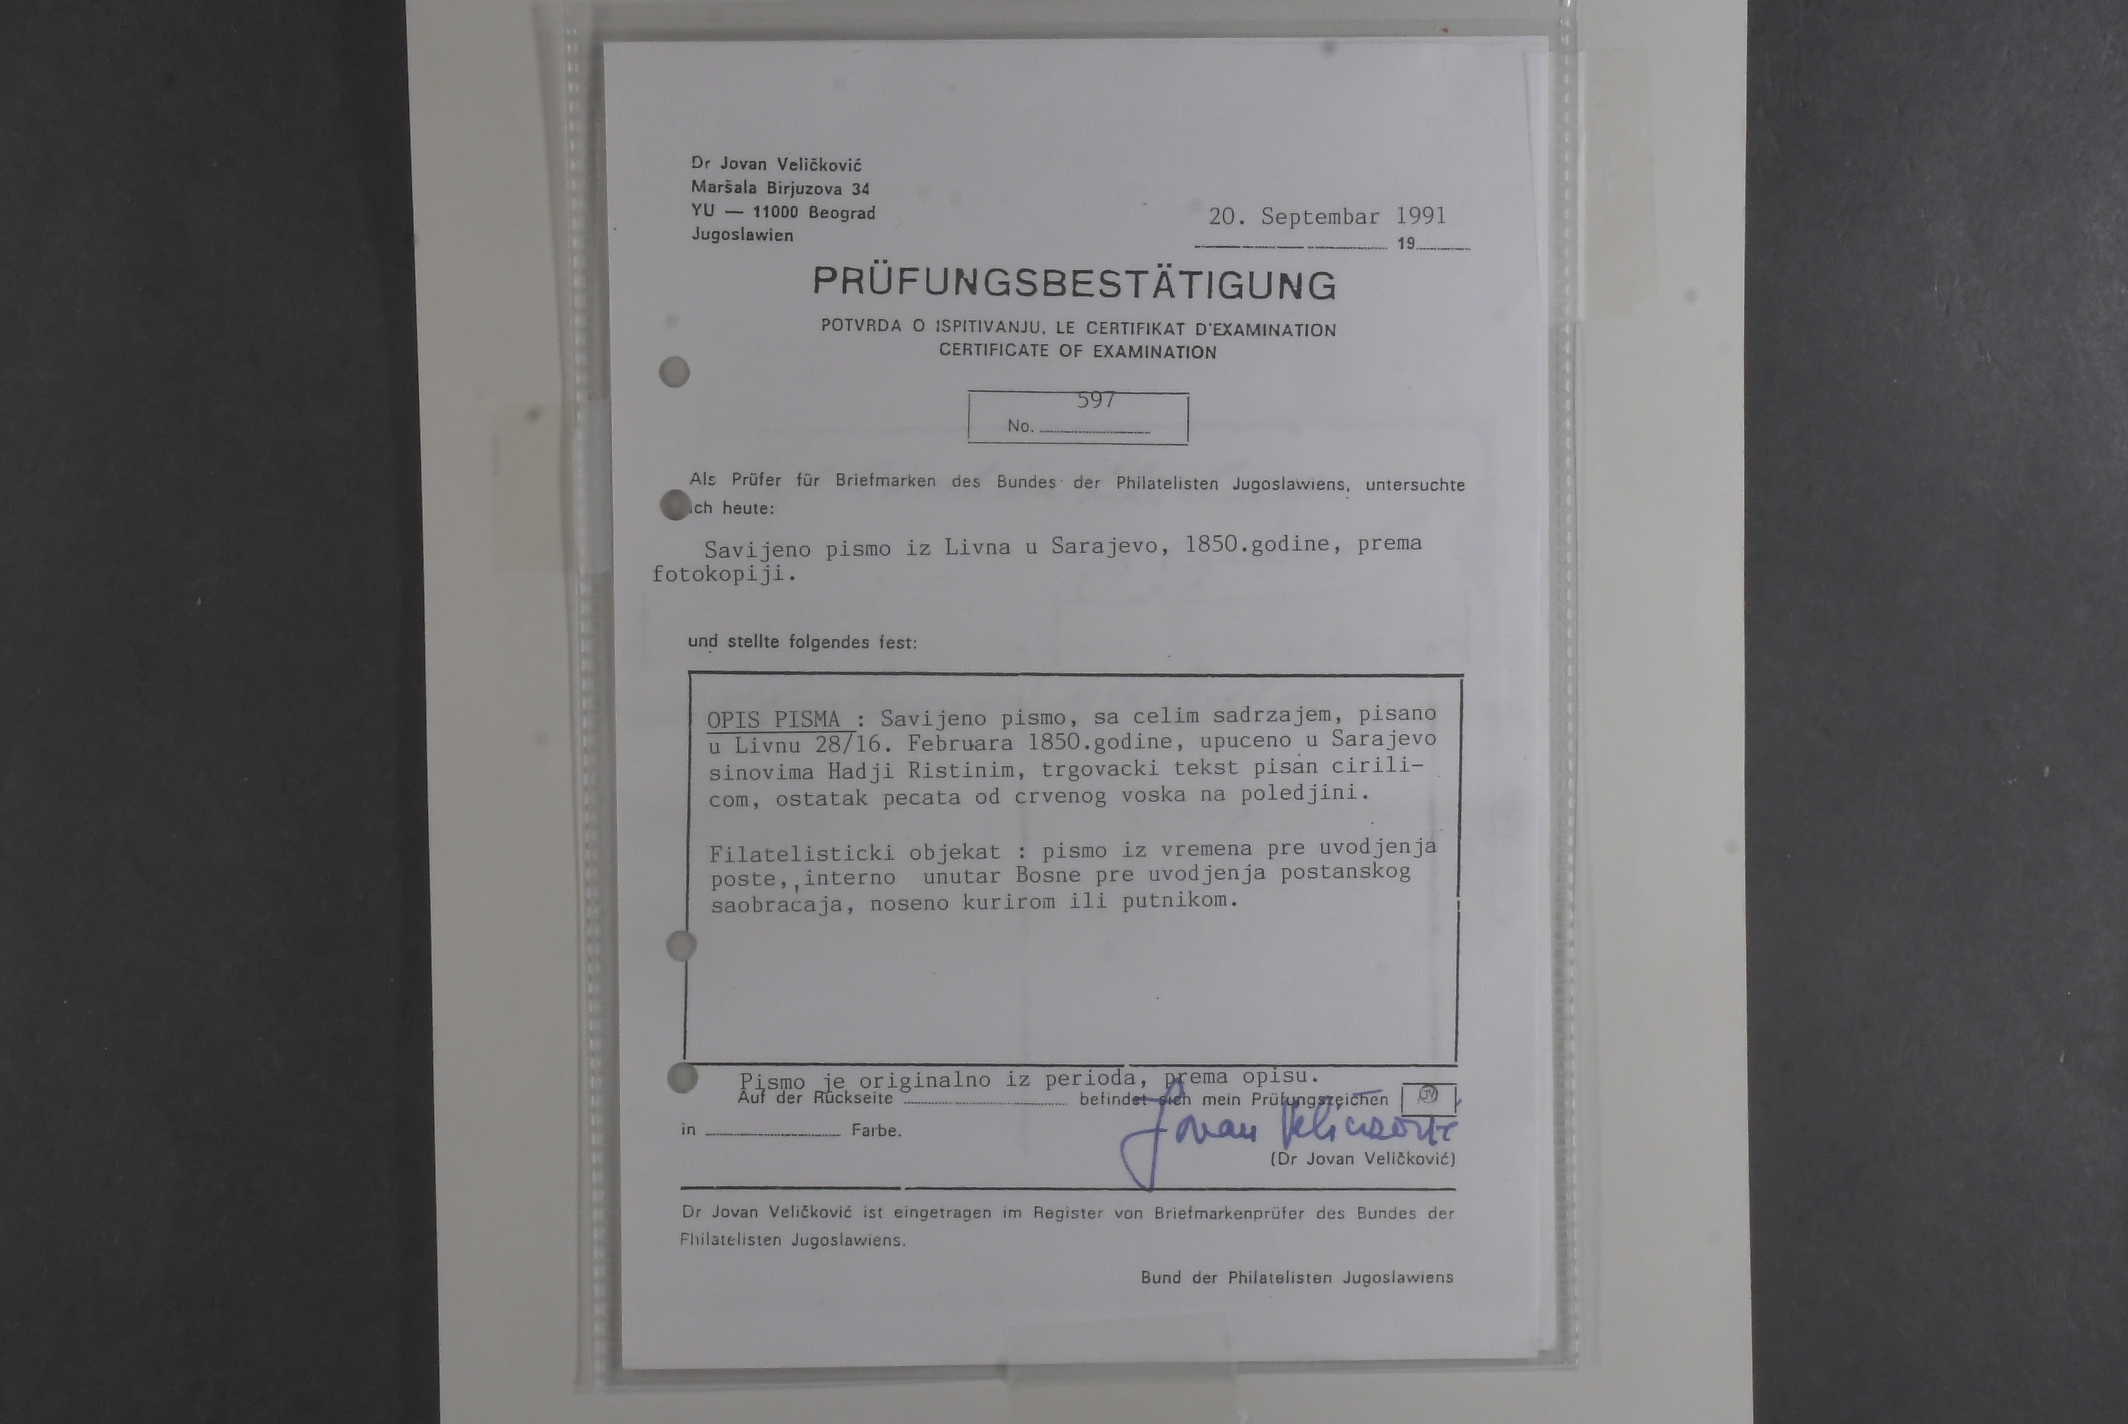 Dr Jovan Veličković
Maršala Birjuzova 34
YU — 11000 Beograd
Jugoslawien
20. Septembar 1991
19
PRÜFUNGSBESTÄTIGUNG
POTVRDA O ISPITIVANJU, LE CERTIFIKAT D'EXAMINATION
CERTIFICATE OF EXAMINATION
597
No.
Als Prüfer für Briefmarken des Bundes der Philatelisten Jugoslawiens, untersuchte
ich heute:
Savijeno pismo iz Livna u Sarajevo, 1850.godine, prema
fotokopiji.
und stellte folgendes fest:
OPIS PISMA : Savijeno pismo, sa celim sadrzajem, pisano
u Livnu 28/16. Februara 1850.godine, upuceno u Sarajevo
sinovima Hadji Ristinim, trgovacki tekst pisan cirili-
com, ostatak pecata od crvenog voska na poledjini.
Filatelisticki objekat : pismo iz vremena pre uvodjenja
poste, interno unutar Bosne pre uvodjenja postanskog
saobracaja, noseno kurirom ili putnikom.
Pismo je originalno iz perioda, prema opisu.
Auf der Rückseite befindet sich mein Prüfungszeichen JV
in Farbe.
Jovan Veličković
(Dr Jovan Veličković)
Dr Jovan Veličković ist eingetragen im Register von Briefmarkenprüfer des Bundes der
Philatelisten Jugoslawiens.
Bund der Philatelisten Jugoslawiens